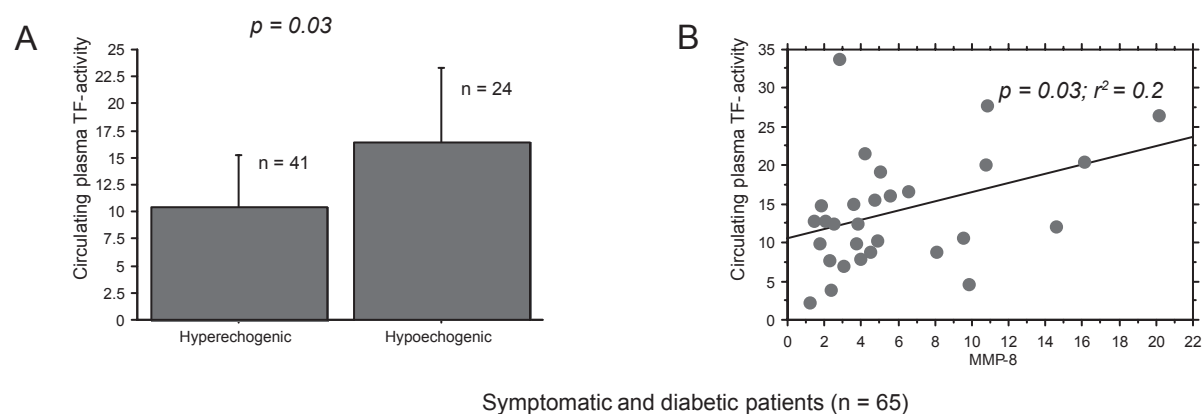 A
p = 0.03
Circulating plasma TF-activity
25
22.5
20
17.5
15
12.5
10
7.5
5
2.5
0
n = 41
n = 24
Hyperechogenic
Hypoechogenic
B
Circulating plasma TF-activity
35
30
25
20
15
10
5
0
p = 0.03; r² = 0.2
0 2 4 6 8 10 12 14 16 18 20 22
MMP-8
Symptomatic and diabetic patients (n = 65)